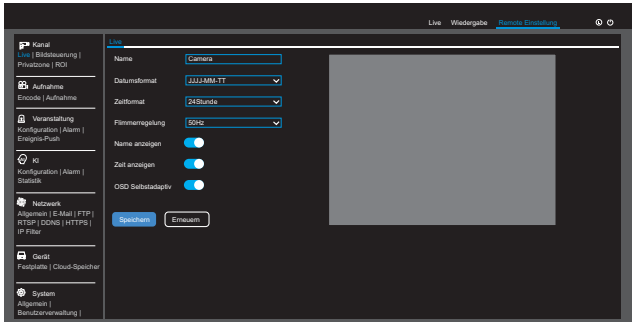 Live Wiedergabe Remote Einstellung
Kanal
Live | Bildsteuerung |
Privatzone | ROI
Aufnahme
Encode | Aufnahme
Veranstaltung
Konfiguration | Alarm |
Ereignis-Push
KI
Konfiguration | Alarm |
Statistik
Netzwerk
Allgemein | E-Mail | FTP |
RTSP | DDNS | HTTPS |
IP Filter
Gerät
Festplatte | Cloud-Speicher
System
Allgemein |
Benutzerverwaltung |
Live
Name Camera
Datumsformat JJJJ-MM-TT
Zeitformat 24Stunde
Flimmerregelung 50Hz
Name anzeigen
Zeit anzeigen
OSD Selbstadaptiv
Speichern Erneuern